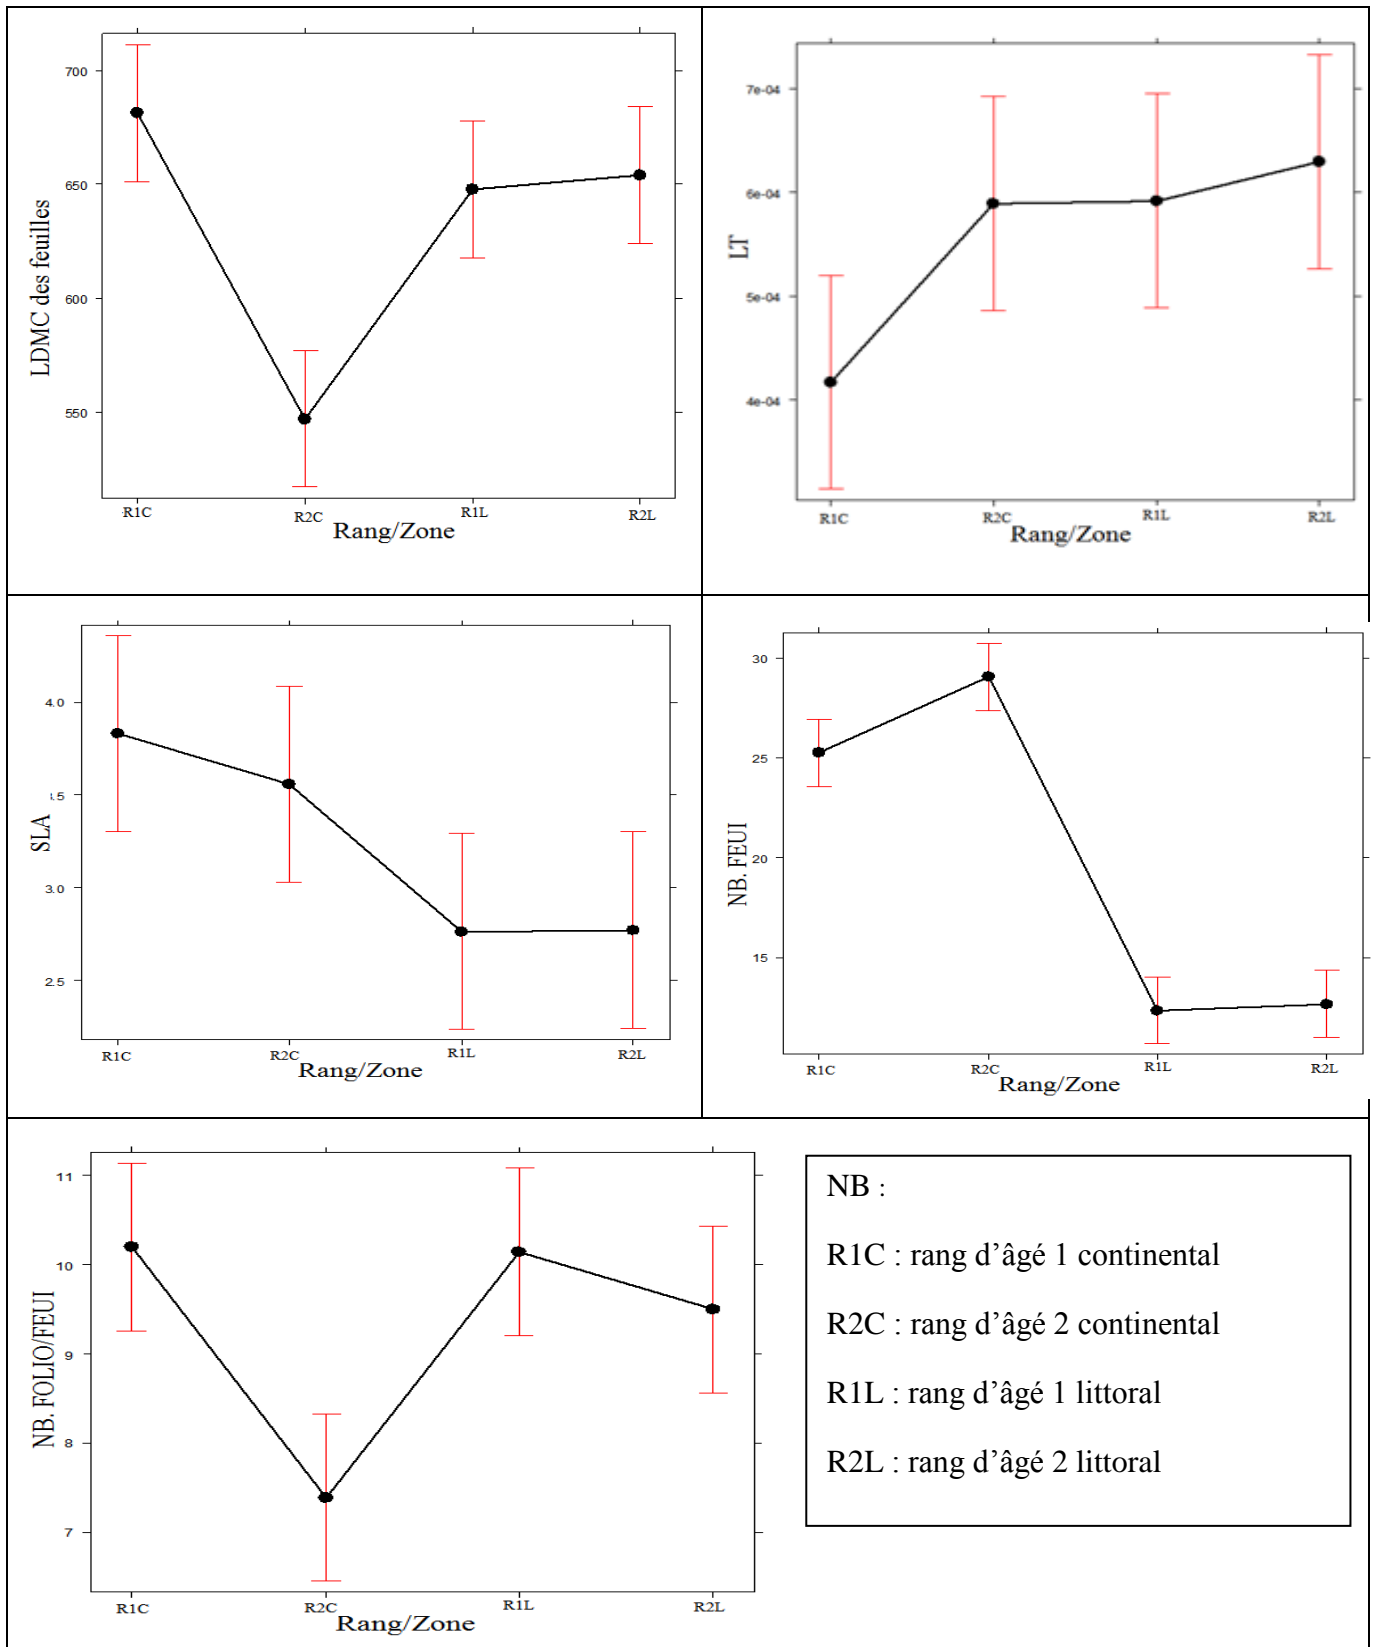 700
650
600
550
LDMC des feuilles
R1C
R2C
R1L
R2L
Rang/Zone
7e-04
6e-04
5e-04
4e-04
LT
R1C
R2C
R1L
R2L
Rang/Zone
4.0
.5
3.0
2.5
SLA
R1C
R2C
R1L
R2L
Rang/Zone
30
25
20
15
NB. FEUI
R1C
R2C
R1L
R2L
Rang/Zone
11
10
9
8
7
NB. FOLIO/FEUI
R1C
R2C
R1L
R2L
Rang/Zone
NB :
R1C : rang d’âgé 1 continental
R2C : rang d’âgé 2 continental
R1L : rang d’âgé 1 littoral
R2L : rang d’âgé 2 littoral